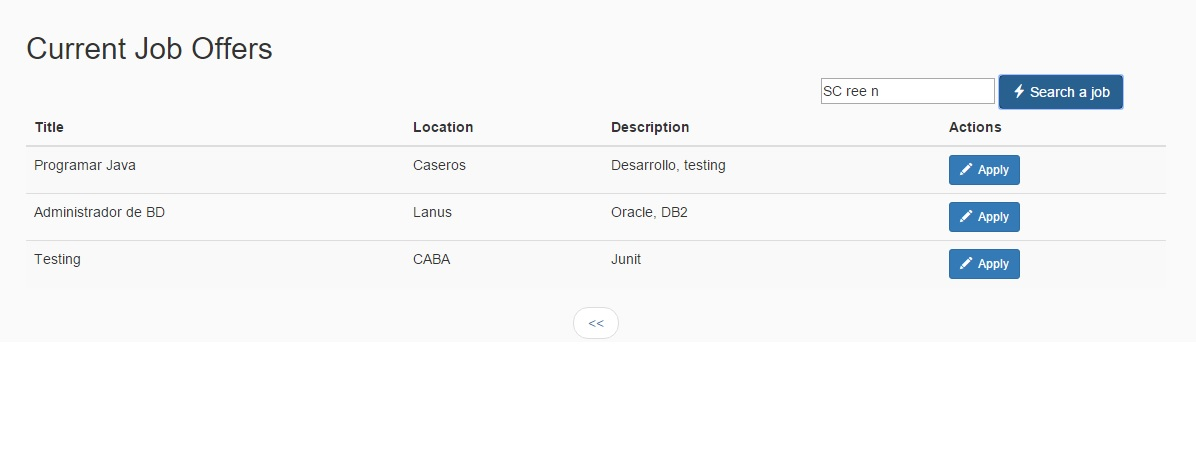 Current Job Offers
SC ree n Search a job
Title Location Description Actions
Programar Java Caseros Desarrollo, testing Apply
Administrador de BD Lanus Oracle, DB2 Apply
Testing CABA Junit Apply
<<